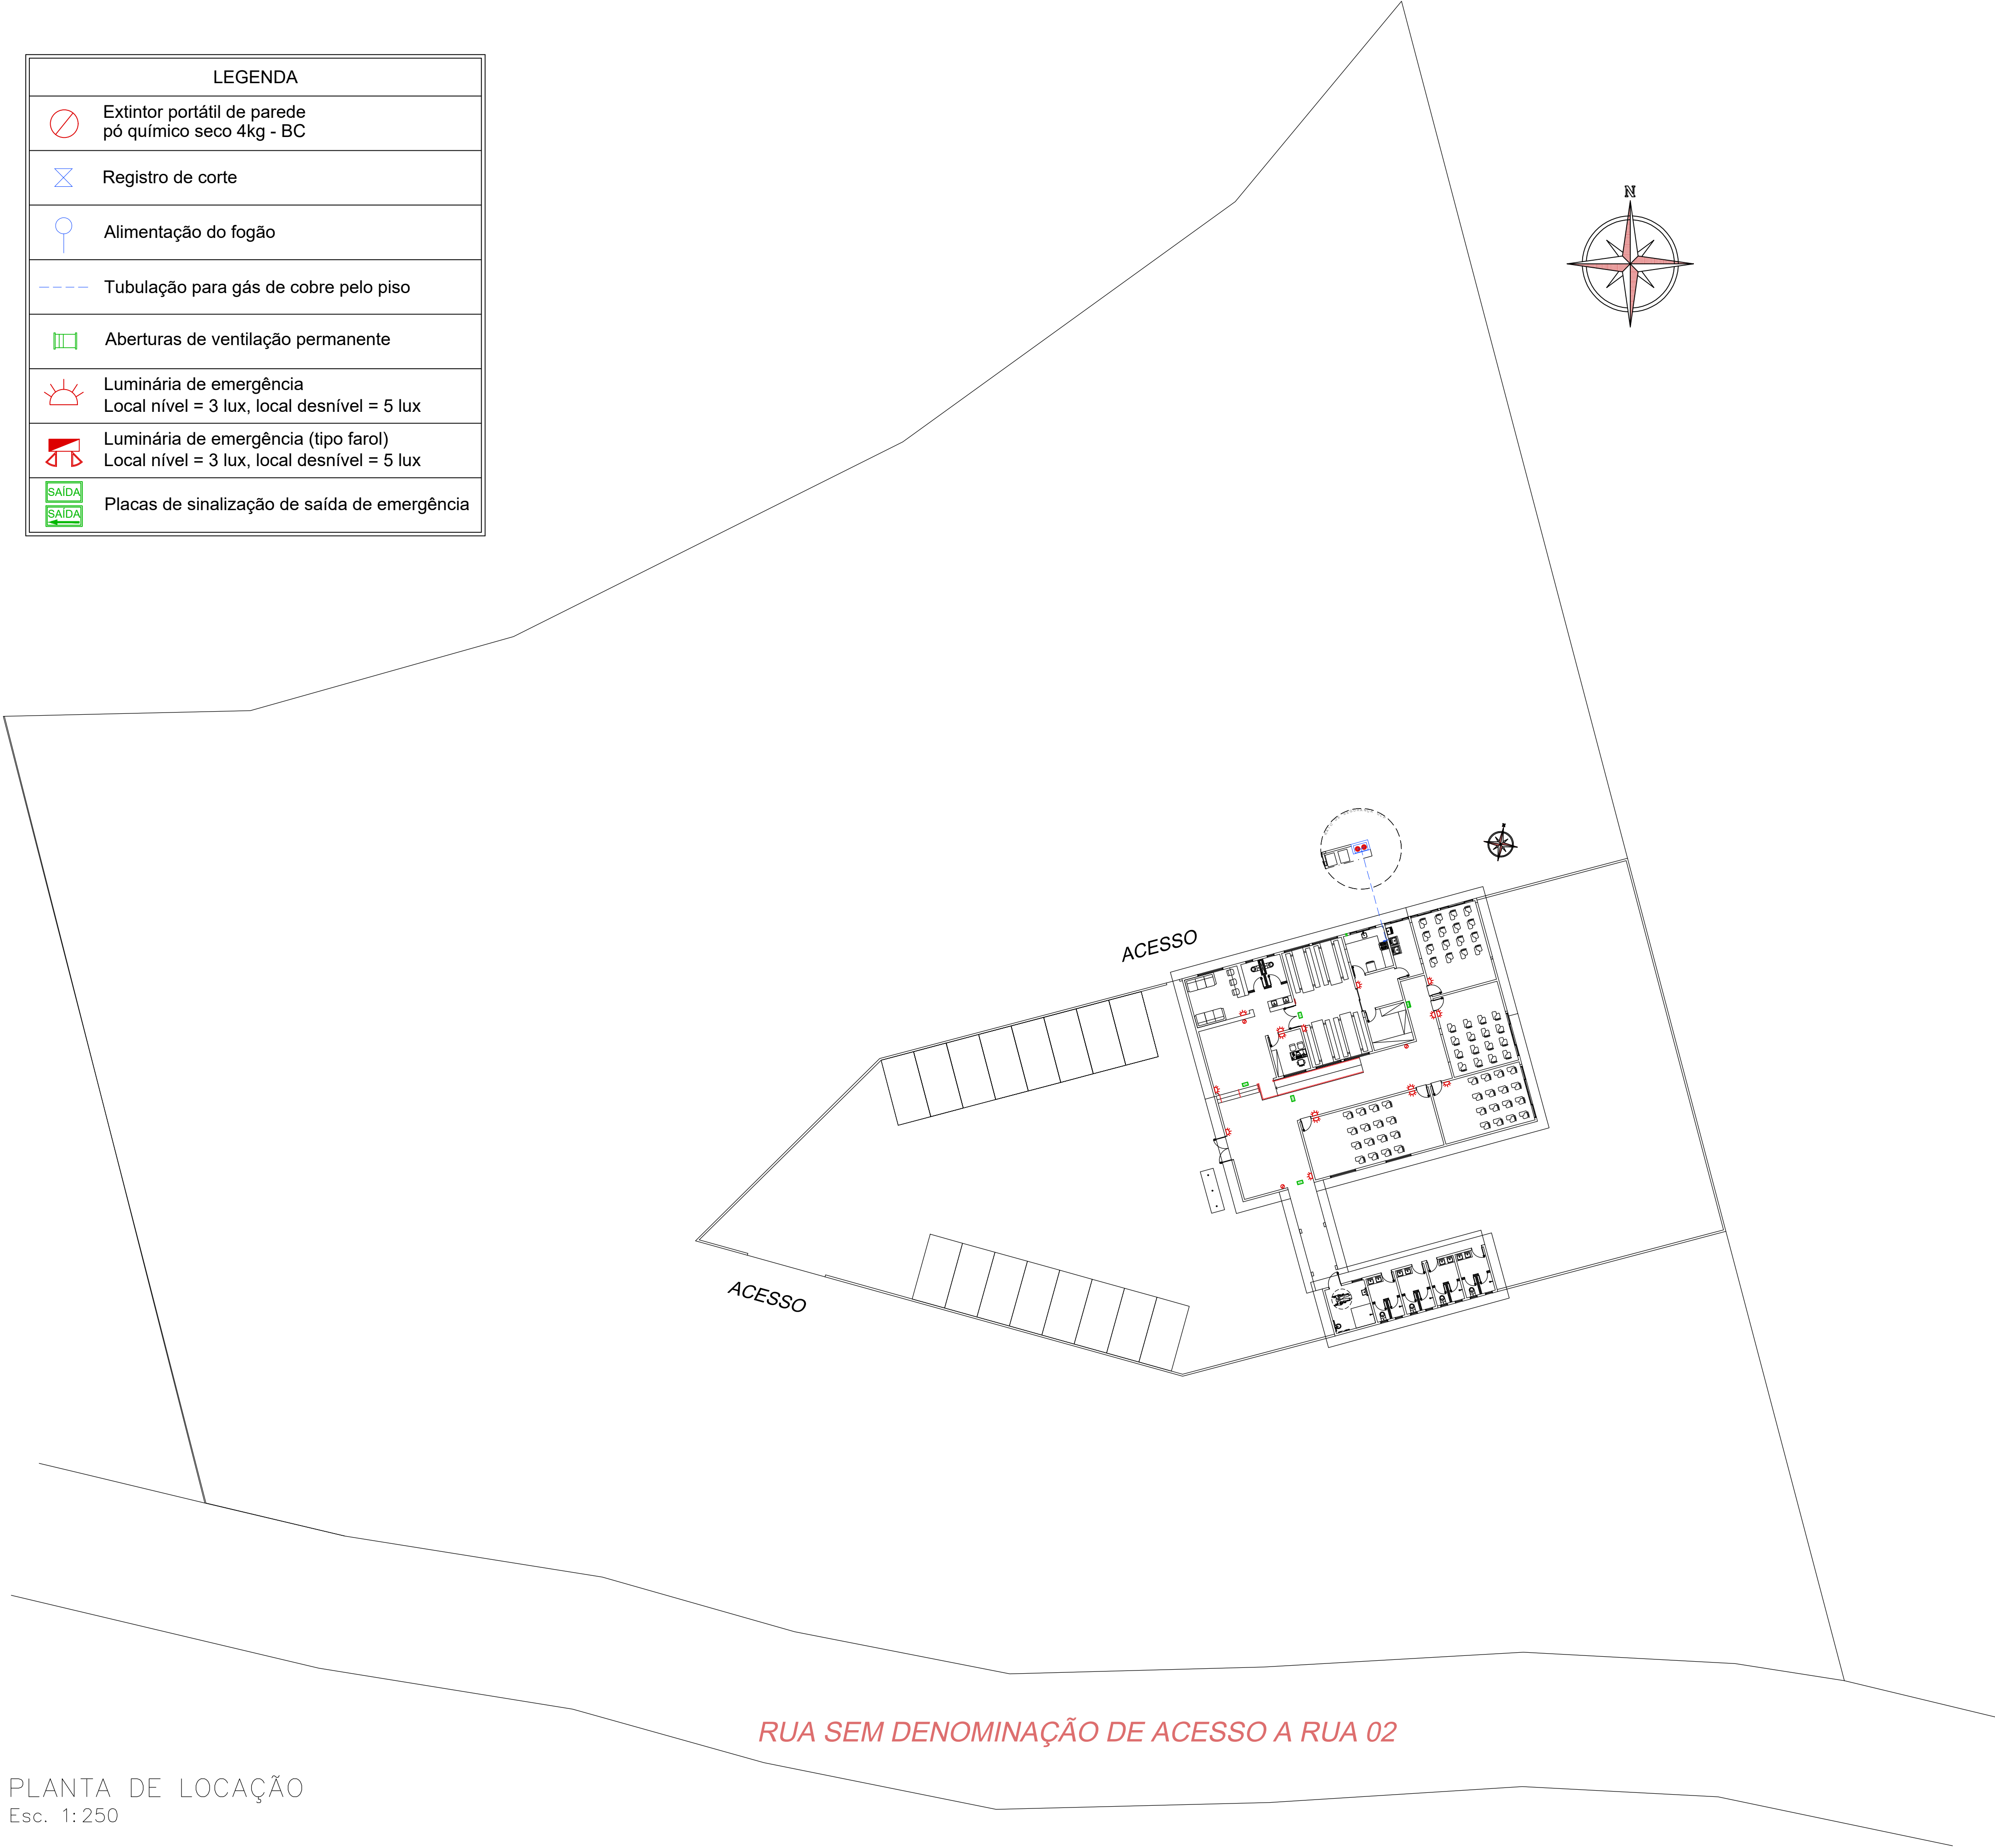 LEGENDA
Extintor portátil de parede
pó químico seco 4kg - BC
Registro de corte
Alimentação do fogão
Tubulação para gás de cobre pelo piso
Aberturas de ventilação permanente
Luminária de emergência
Local nível = 3 lux, local desnível = 5 lux
Luminária de emergência (tipo farol)
Local nível = 3 lux, local desnível = 5 lux
SAÍDA
SAÍDA
Placas de sinalização de saída de emergência
N
ACESSO
ACESSO
RUA SEM DENOMINAÇÃO DE ACESSO A RUA 02
PLANTA DE LOCAÇÃO
Esc. 1:250